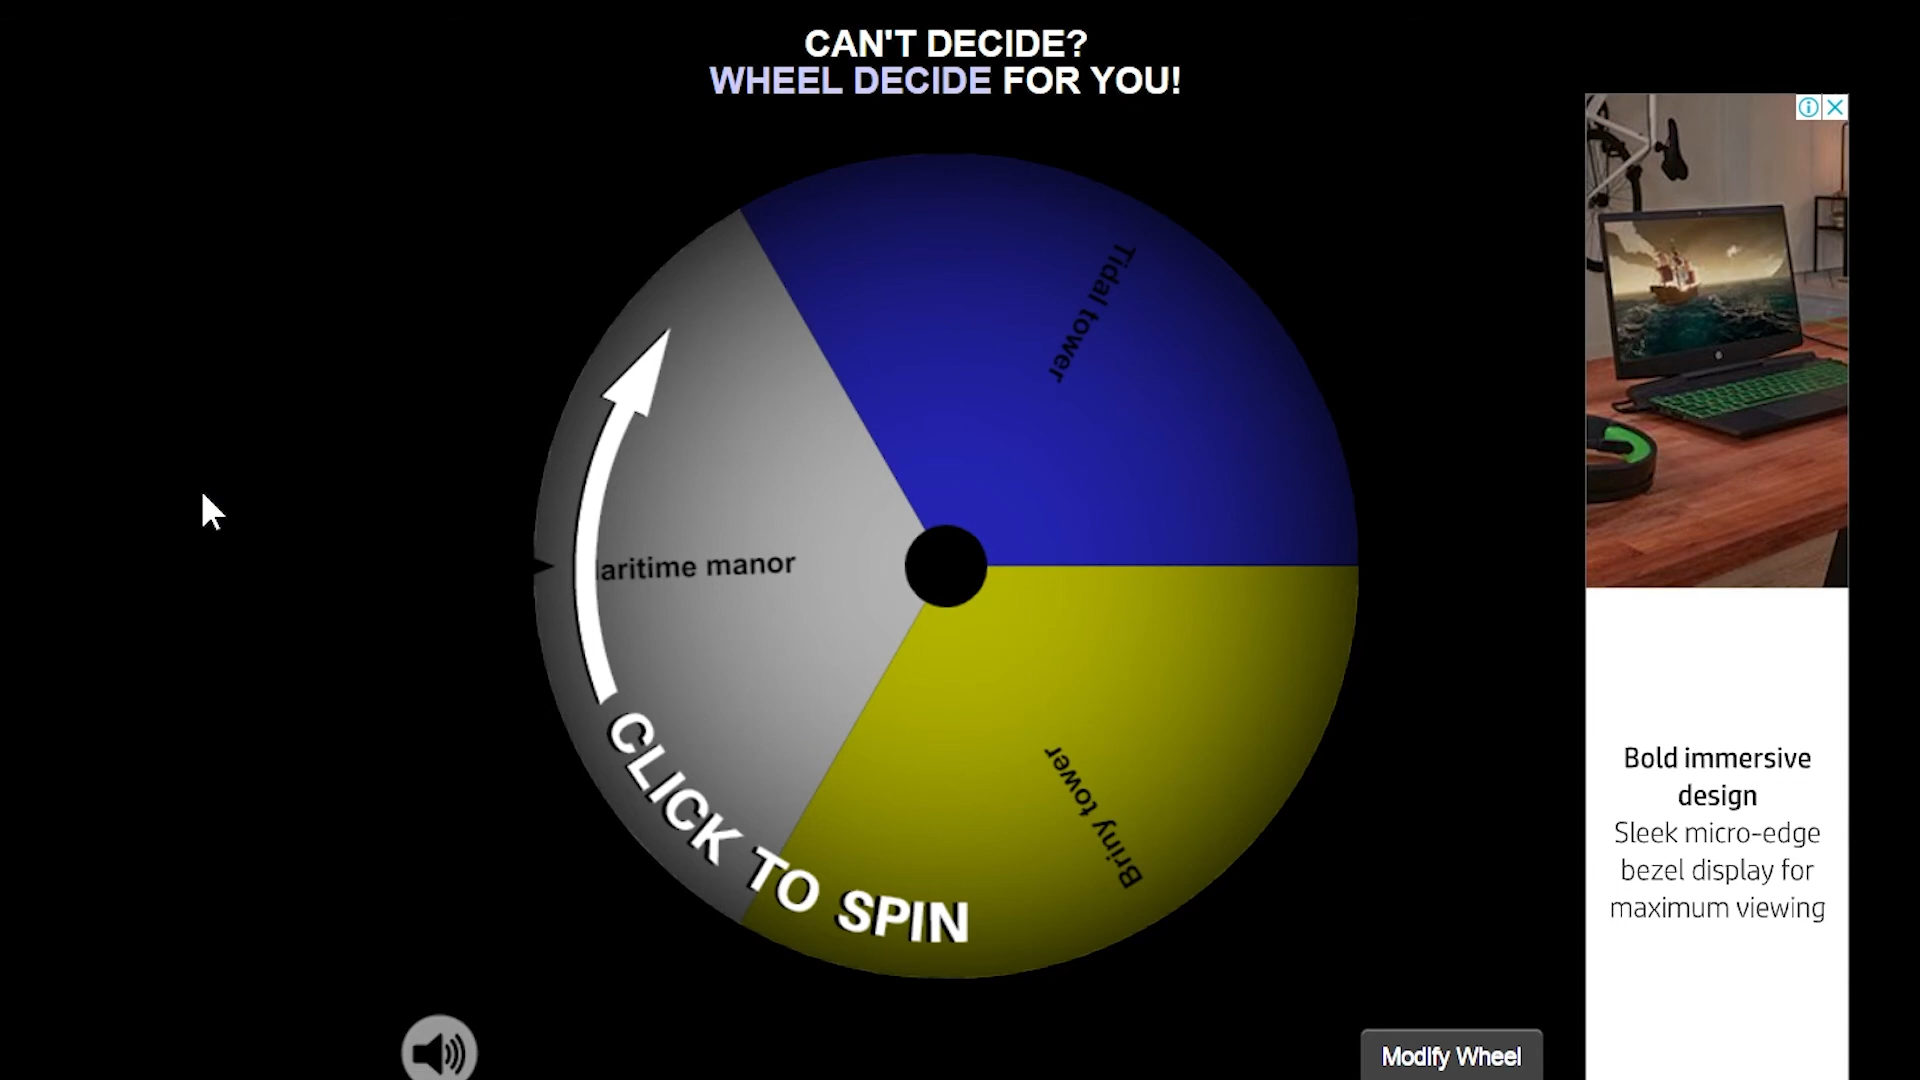 CAN'T DECIDE?
WHEEL DECIDE FOR YOU!
Tidal tower
aritime manor
Briny tower
CLICK TO SPIN
Modify Wheel
Bold immersive
design
Sleek micro-edge
bezel display for
maximum viewing